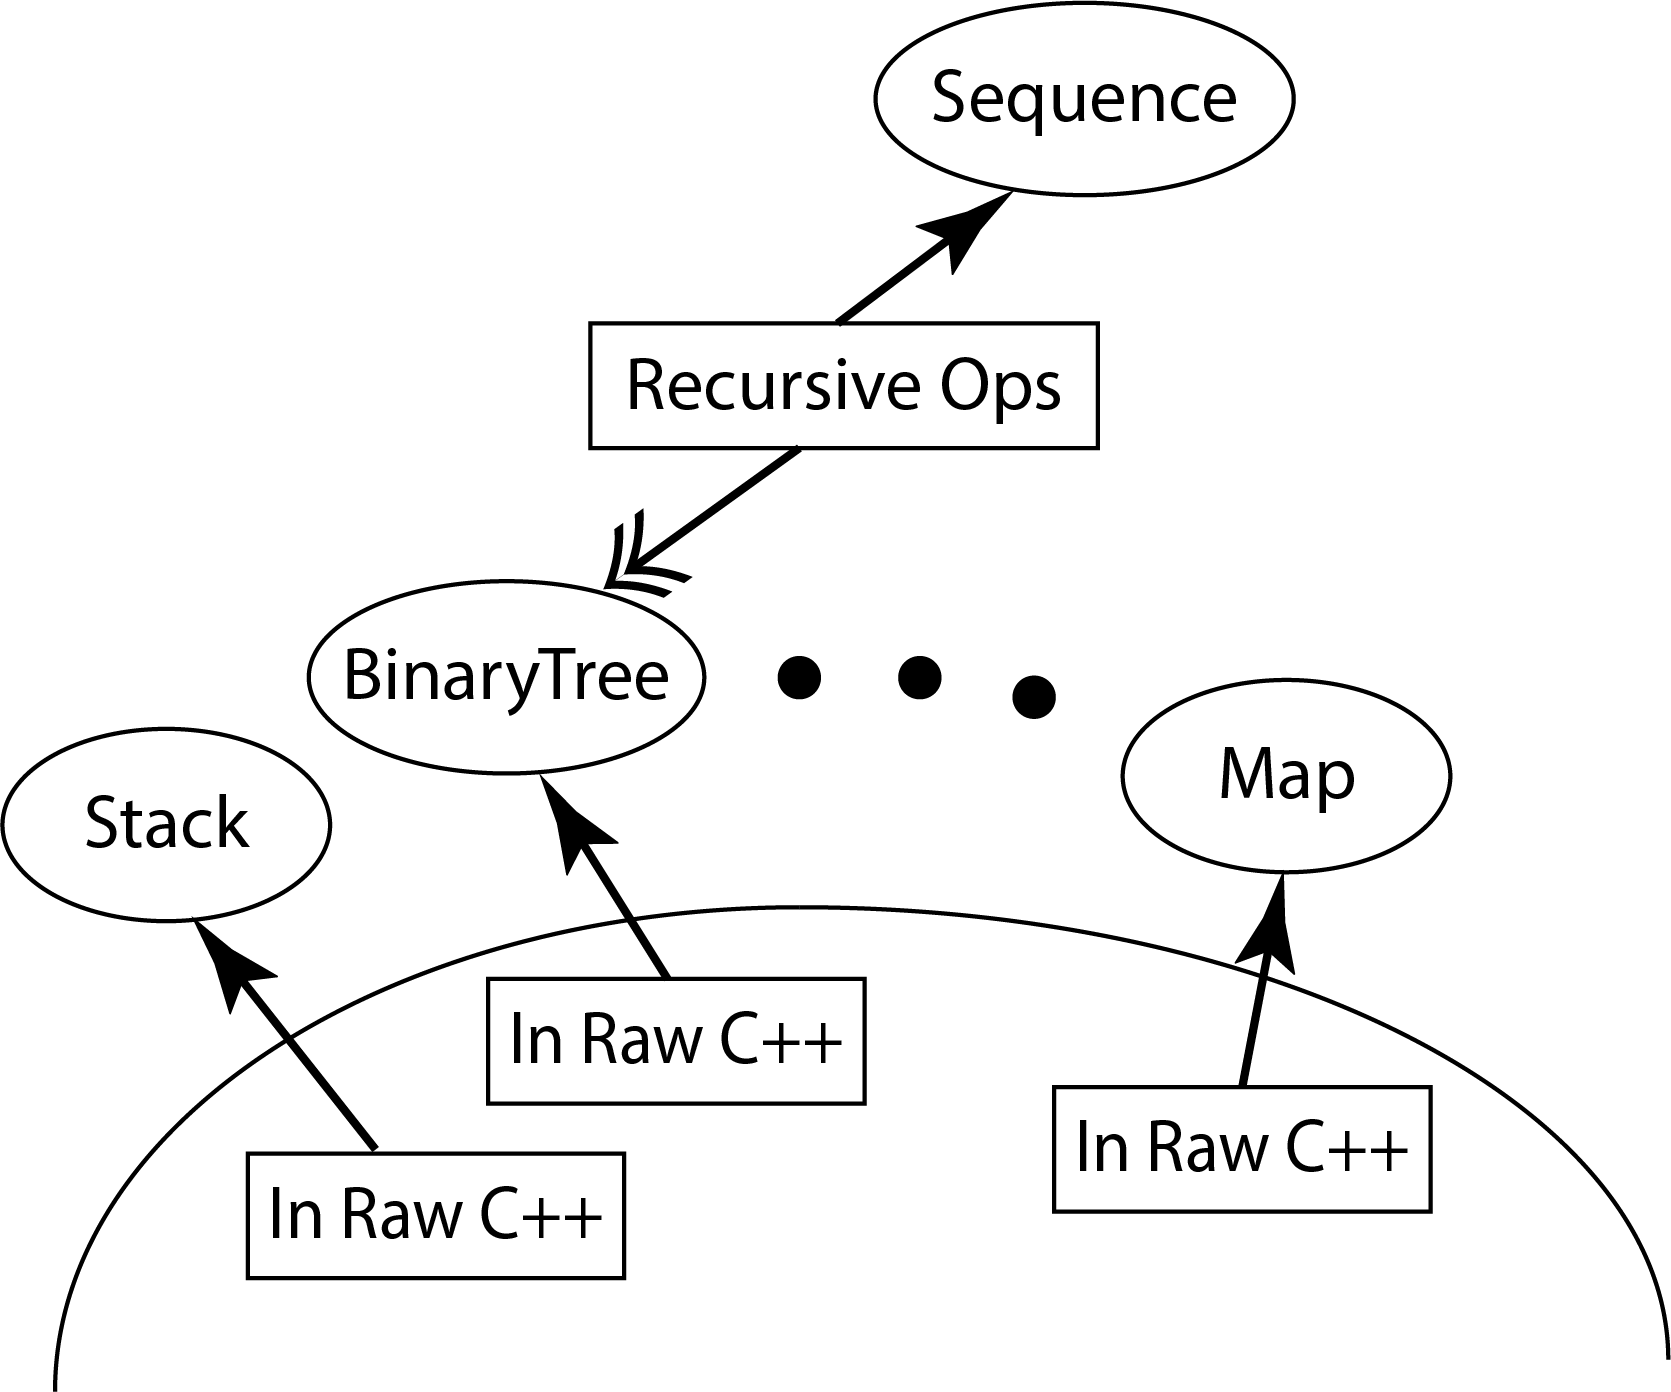 Sequence
Recursive Ops
BinaryTree
Map
Stack
In Raw C++
In Raw C++
In Raw C++